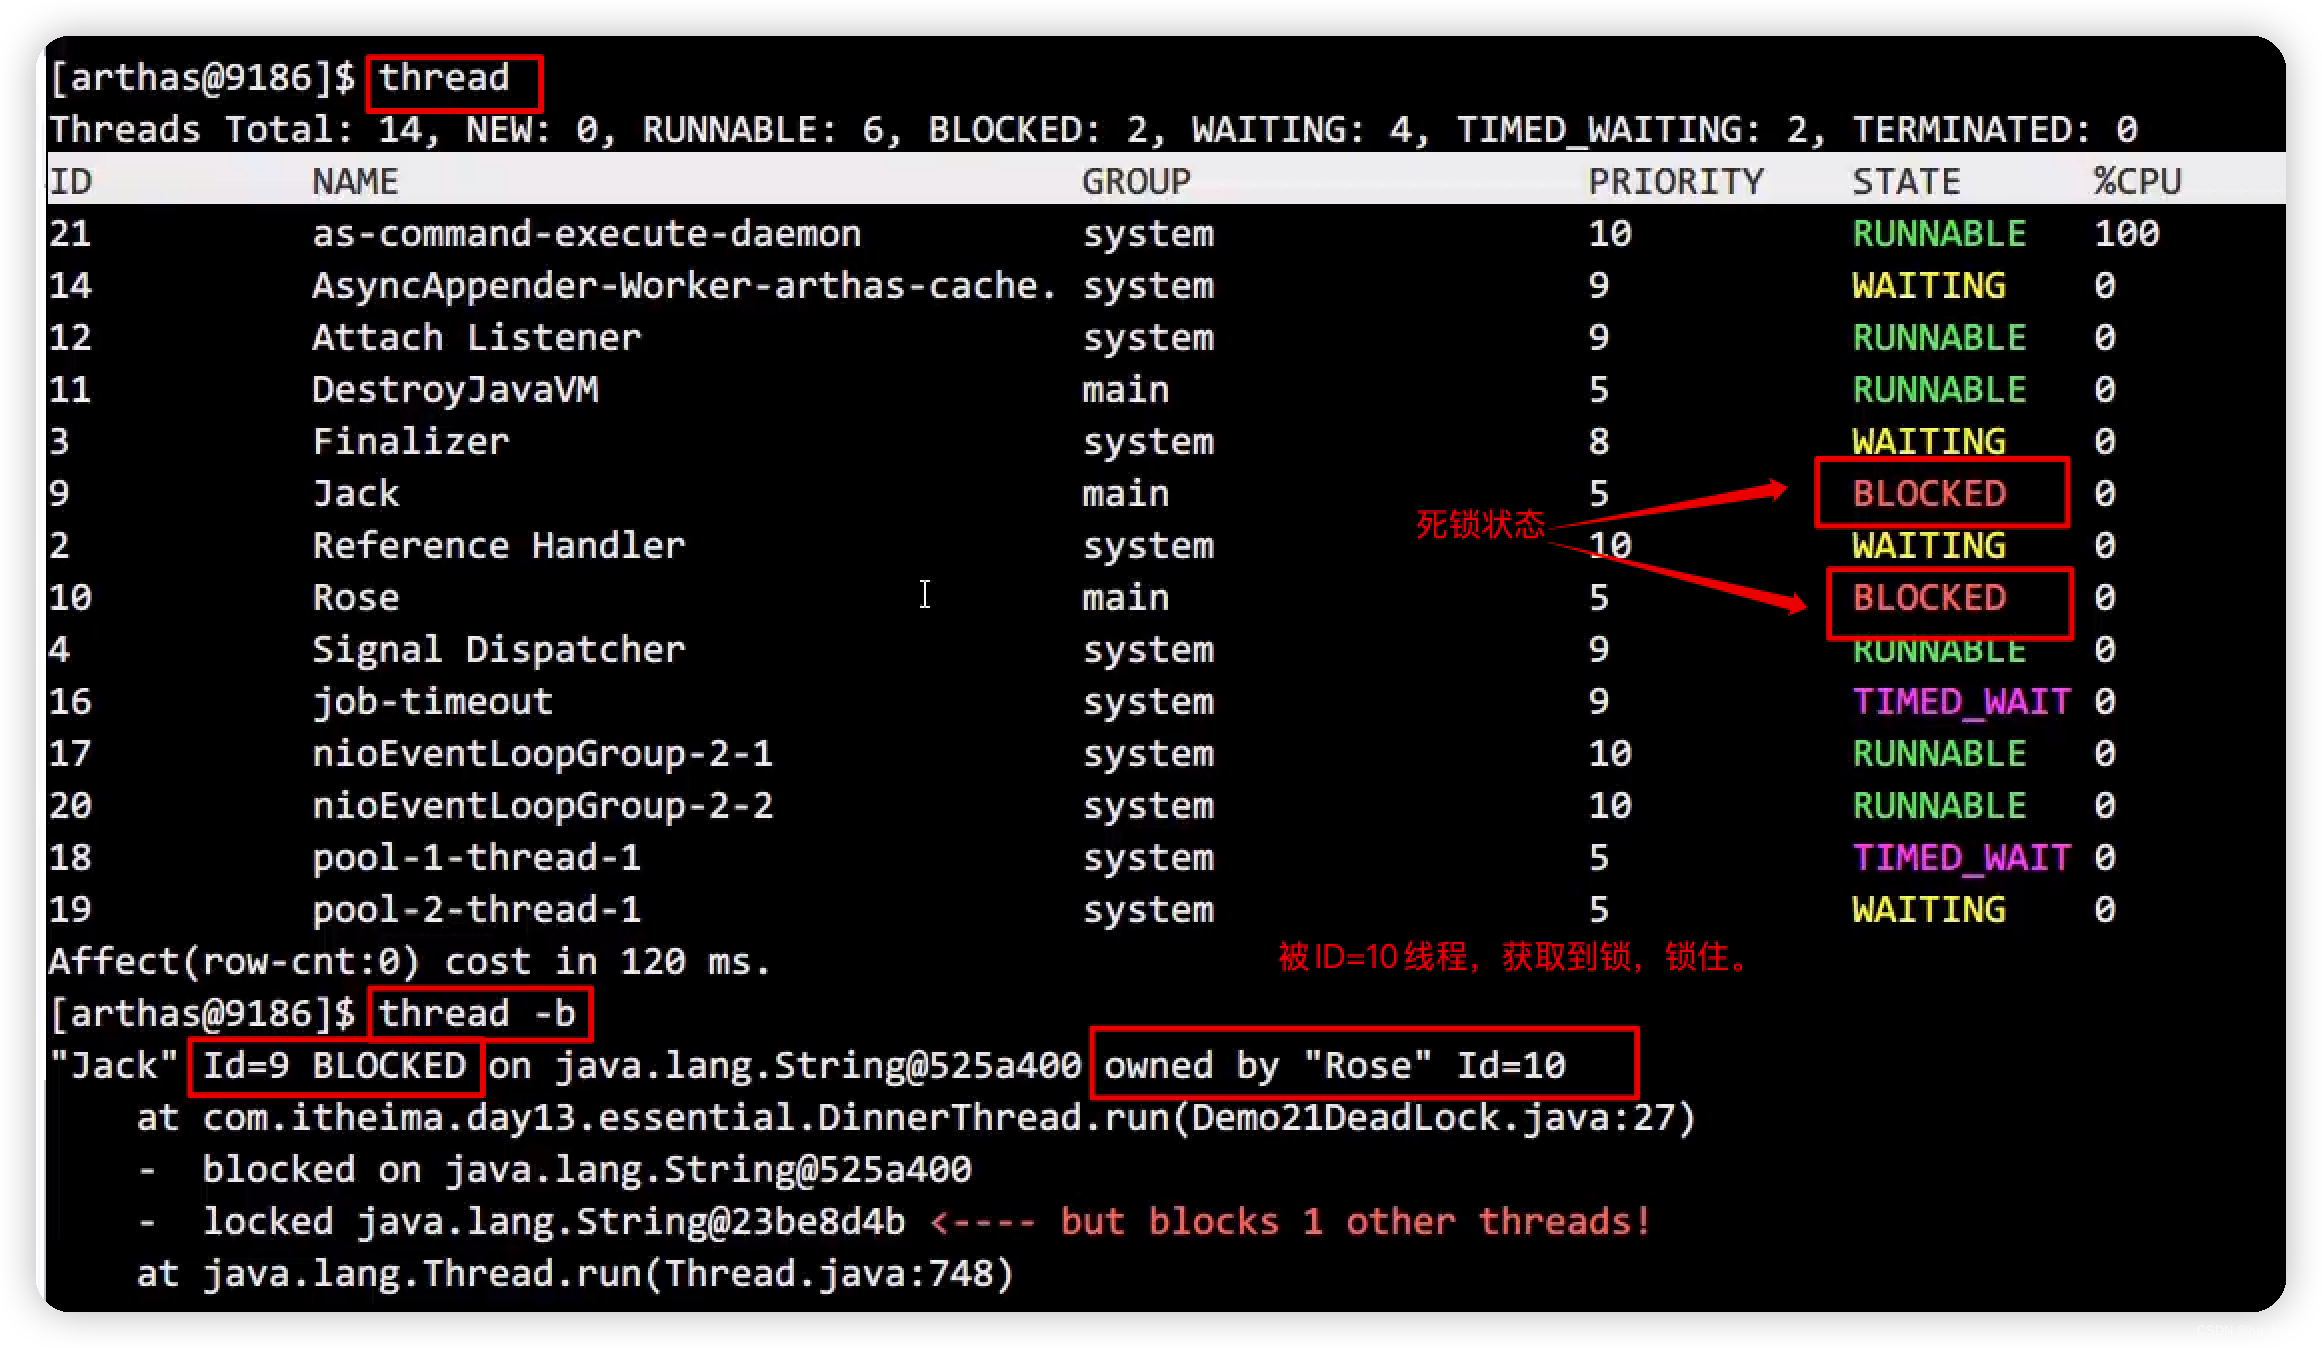 [arthas@9186]$ thread
Threads Total: 14, NEW: 0, RUNNABLE: 6, BLOCKED: 2, WAITING: 4, TIMED_WAITING: 2, TERMINATED: 0
ID NAME GROUP PRIORITY STATE %CPU
21 as-command-execute-daemon system 10 RUNNABLE 100
14 AsyncAppender-Worker-arthas-cache. system 9 WAITING 0
12 Attach Listener system 9 RUNNABLE 0
11 DestroyJavaVM main 5 RUNNABLE 0
3 Finalizer system 8 WAITING 0
9 Jack main 5 BLOCKED 0
死锁状态
2 Reference Handler system 10 WAITING 0
10 Rose main 5 BLOCKED 0
4 Signal Dispatcher system 9 RUNNABLE 0
16 job-timeout system 9 TIMED_WAIT 0
17 nioEventLoopGroup-2-1 system 10 RUNNABLE 0
20 nioEventLoopGroup-2-2 system 10 RUNNABLE 0
18 pool-1-thread-1 system 5 TIMED_WAIT 0
19 pool-2-thread-1 system 5 WAITING 0
Affect(row-cnt:0) cost in 120 ms.
被ID=10线程，获取到锁，锁住。
[arthas@9186]$ thread -b
"Jack" Id=9 BLOCKED on java.lang.String@525a400 owned by "Rose" Id=10
at com.itheima.day13.essential.DinnerThread.run(Demo21DeadLock.java:27)
- blocked on java.lang.String@525a400
- locked java.lang.String@23be8d4b <---- but blocks 1 other threads!
at java.lang.Thread.run(Thread.java:748)